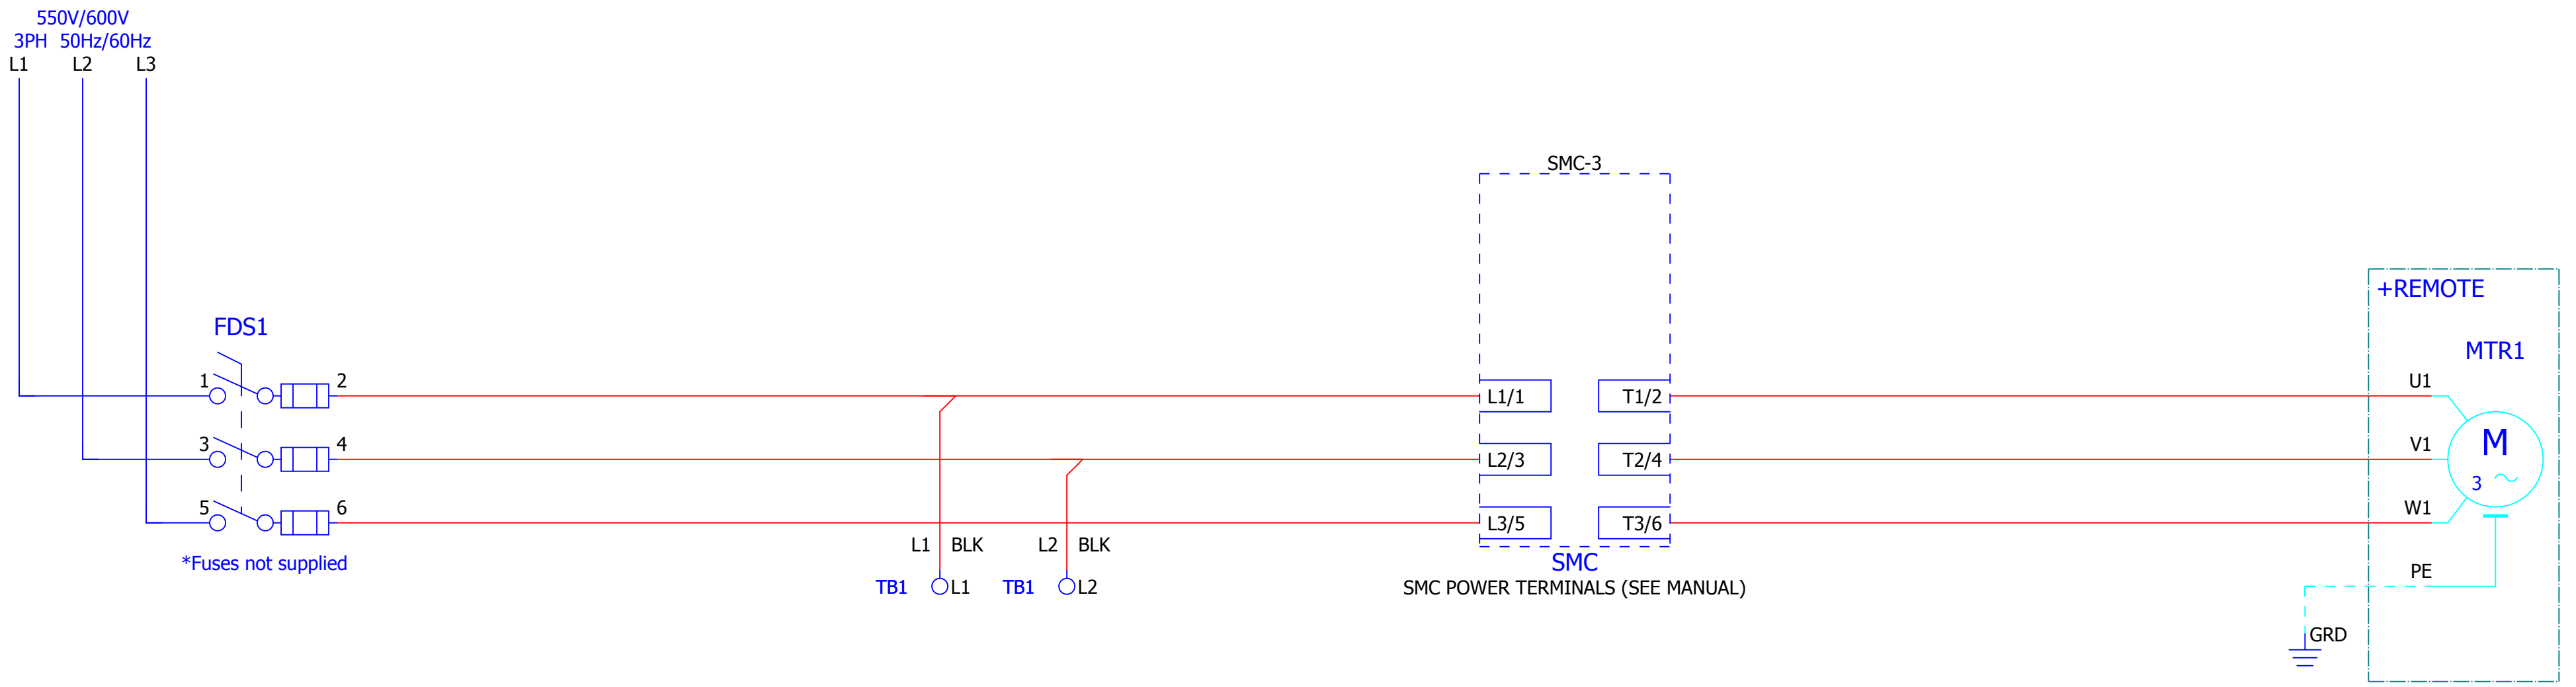 550V/600V
3PH 50Hz/60Hz
L1 L2 L3
SMC-3
+REMOTE
FDS1
MTR1
1 2 L1/1 T1/2 U1
3 4 L2/3 T2/4 V1
M
3 ~
5 6 L3/5 T3/6 W1
L1 BLK L2 BLK
*Fuses not supplied
SMC
PE
TB1 L1 TB1 L2
SMC POWER TERMINALS (SEE MANUAL)
GRD